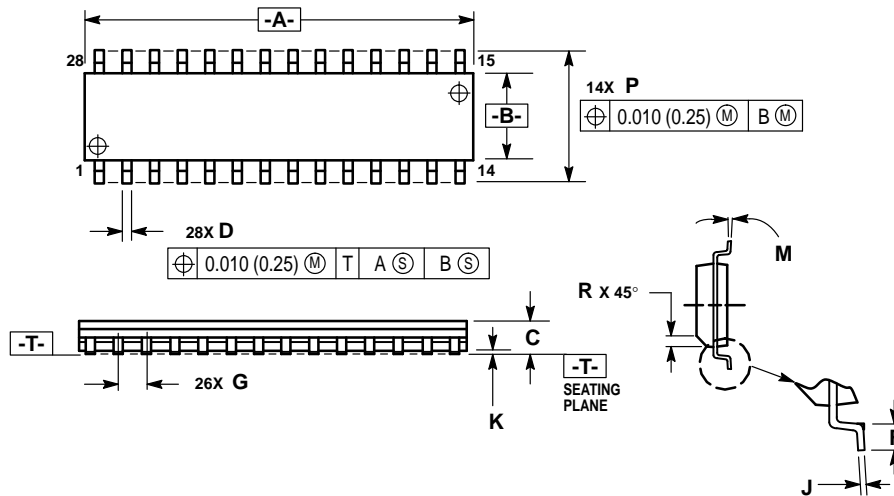 -A-
28
15
14X P
-B-
⌖ 0.010 (0.25) Ⓜ B Ⓜ
1
14
28X D
⌖ 0.010 (0.25) Ⓜ T A Ⓢ B Ⓢ
M
R X 45°
-T-
C
26X G
K
-T-
SEATING
PLANE
J